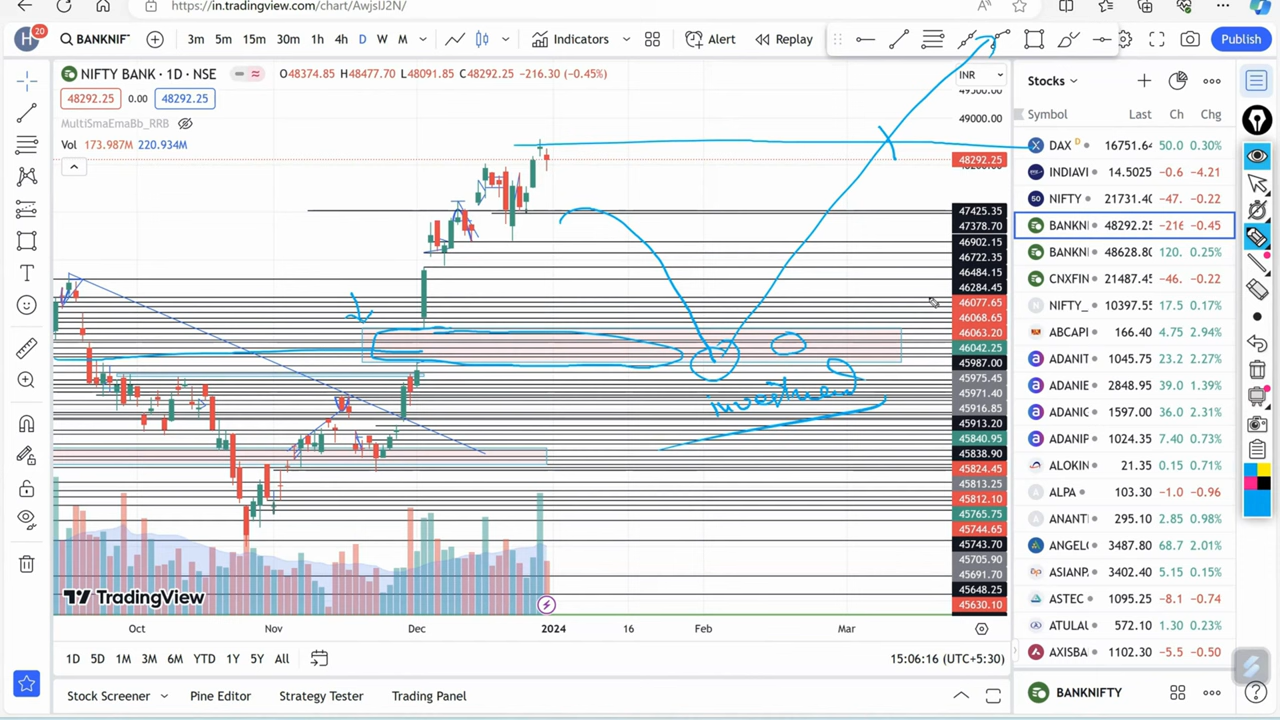 https://in.tradingview.com/chart/AwjsIJ2N/
H 20 BANKNIF 3m 5m 15m 30m 1h 4h D W M Indicators Alert Replay Publish
NIFTY BANK · 1D · NSE O48374.85 H48477.70 L48091.85 C48292.25 -216.30 (-0.45%) INR
48292.25 0.00 48292.25
MultiSmaEmaBb_RRB
Vol 173.987M 220.934M
49000.00
48292.25
47425.35
47378.70
46902.15
46722.35
46484.15
46284.45
46077.65
46068.65
46063.20
46042.25
45987.00
45975.45
45971.40
45916.85
45913.20
45840.95
45838.90
45824.45
45813.25
45812.10
45765.75
45744.65
45743.70
45705.90
45691.70
45648.25
45630.10
investment
TradingView
Oct Nov Dec 2024 16 Feb Mar
1D 5D 1M 3M 6M YTD 1Y 5Y All 15:06:16 (UTC+5:30)
Stock Screener Pine Editor Strategy Tester Trading Panel
Stocks
Symbol Last Ch Chg
DAX D 16751.64 50.0 0.30%
INDIAVI 14.5025 -0.6 -4.21
NIFTY 21731.40 -47. -0.22
BANKNI 48292.25 -216 -0.45
BANKNI 48628.80 120. 0.25%
CNXFIN 21487.45 -46. -0.22
NIFTY_ 10397.55 17.5 0.17%
ABCAPI 166.40 4.75 2.94%
ADANIT 1045.75 23.2 2.27%
ADANIE 2848.95 39.0 1.39%
ADANIC 1597.00 36.0 2.31%
ADANIP 1024.35 7.40 0.73%
ALOKIN 21.35 0.15 0.71%
ALPA 103.30 -1.0 -0.96
ANANT 295.10 2.85 0.98%
ANGEL 3487.80 68.7 2.01%
ASIANP 3402.40 5.15 0.15%
ASTEC 1095.25 -8.1 -0.74
ATULAU 572.10 1.30 0.23%
AXISBA 1102.30 -5.5 -0.50
BANKNIFTY